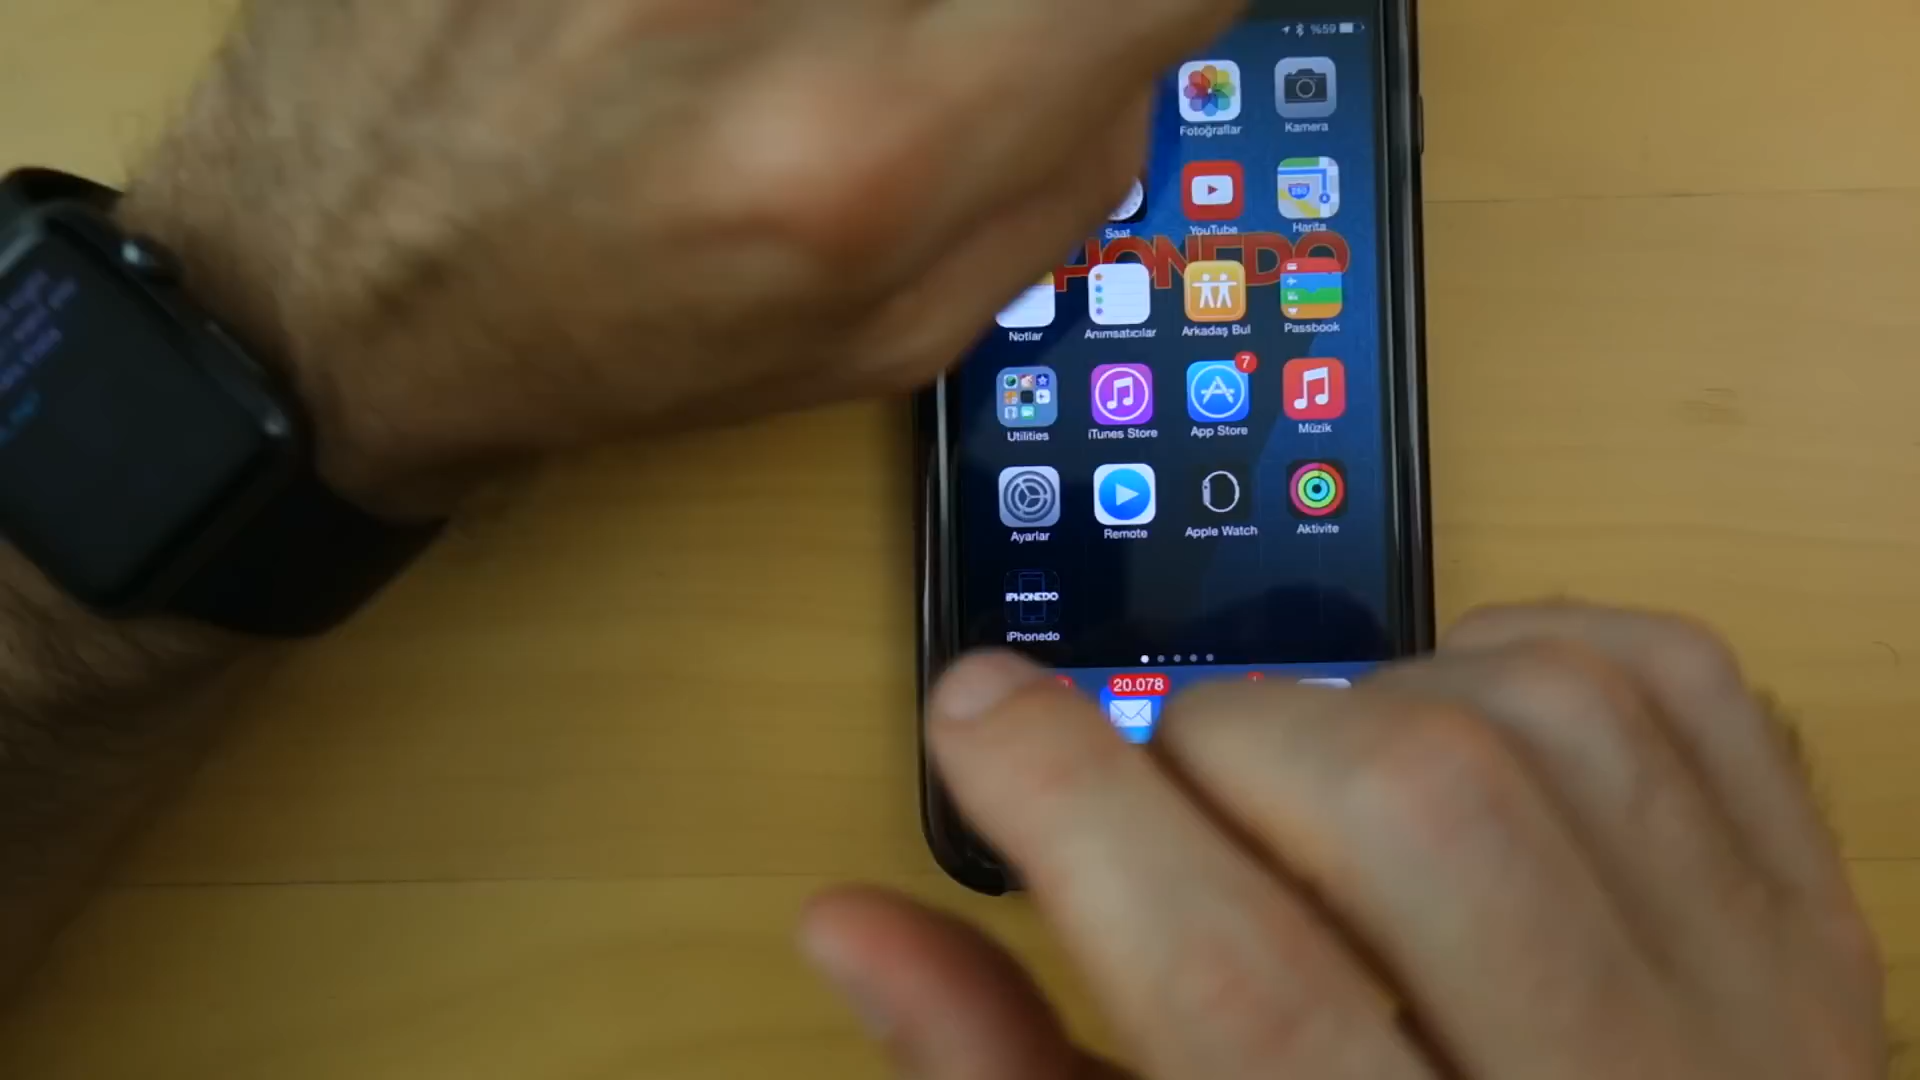 %59
Fotoğraflar Kamera
Saat YouTube Harita
HONEDO
Notlar Anımsatıcılar Arkadaş Bul Passbook
7
Utilities iTunes Store App Store Müzik
Ayarlar Remote Apple Watch Aktivite
iPHONEDO
iPhonedo
20.078